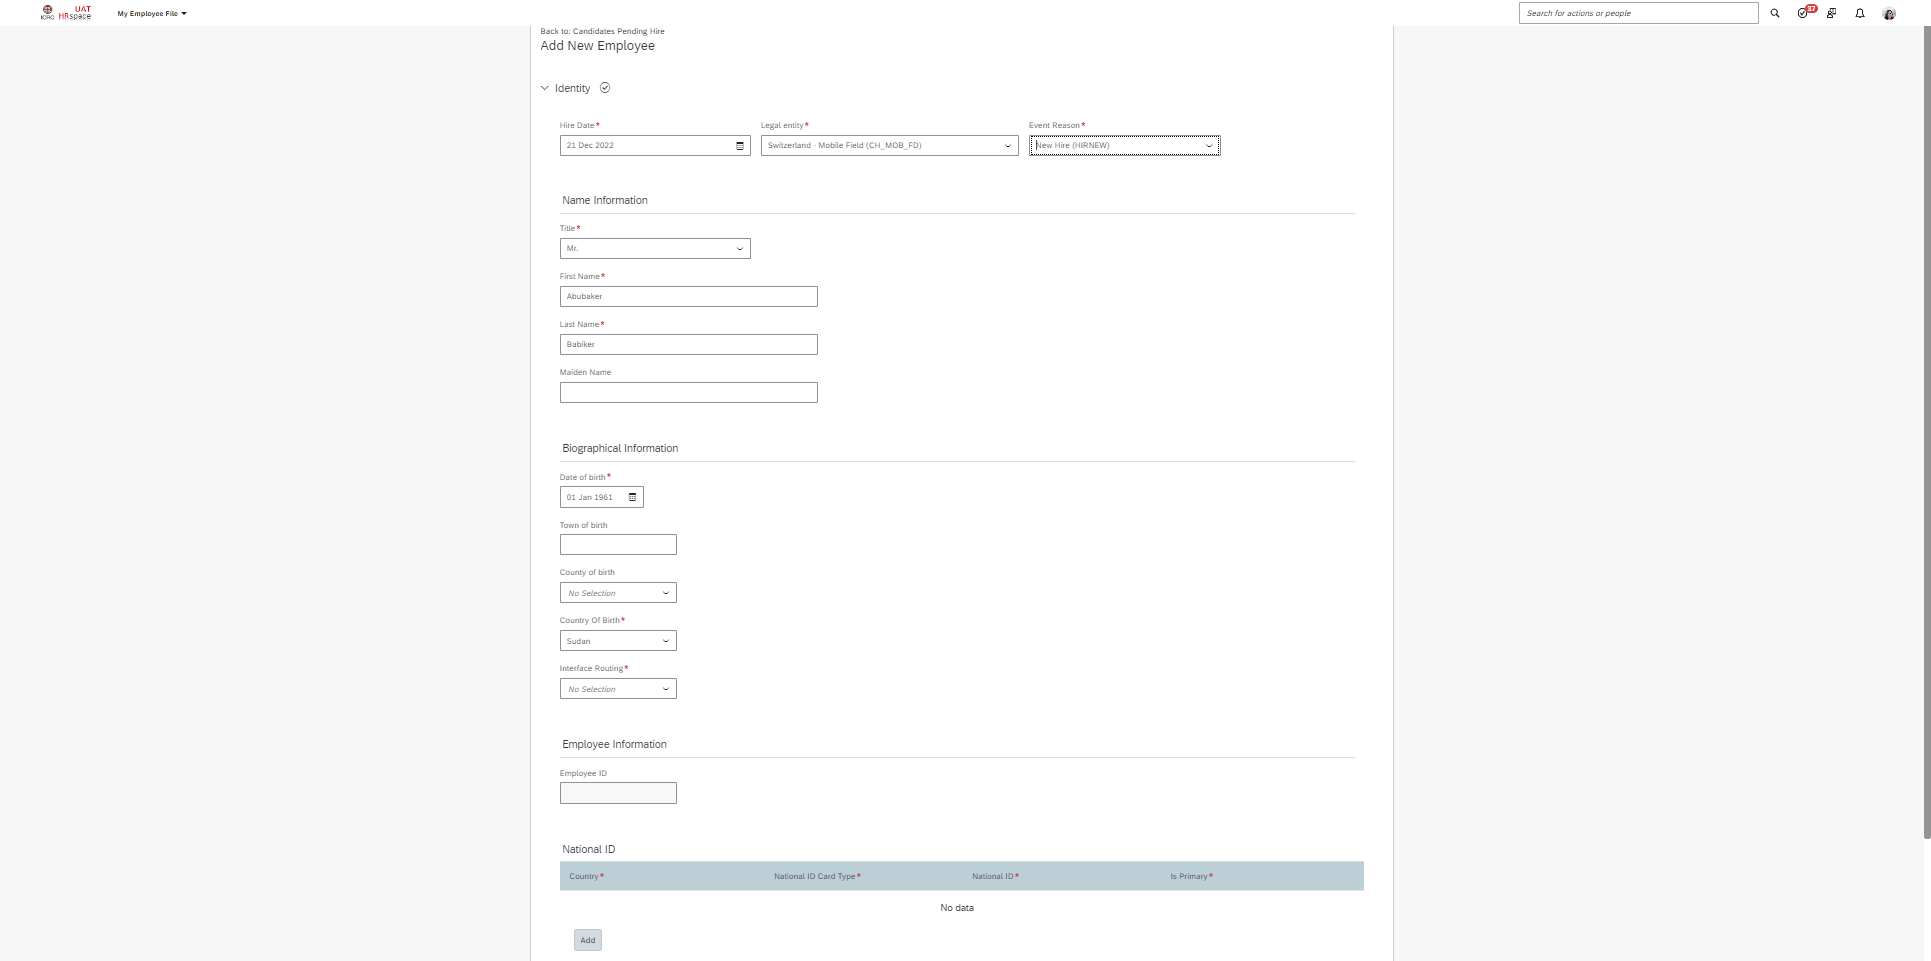 ICRC
UAT
HRspace
My Employee File
Search for actions or people
37
Back to: Candidates Pending Hire
Add New Employee
Identity
Hire Date* Legal entity* Event Reason*
21 Dec 2022 Switzerland - Mobile Field (CH_MOB_FD) New Hire (HIRNEW)
Name Information
Title*
Mr.
First Name*
Abubaker
Last Name*
Babiker
Maiden Name
Biographical Information
Date of birth*
01 Jan 1961
Town of birth
County of birth
No Selection
Country Of Birth*
Sudan
Interface Routing*
No Selection
Employee Information
Employee ID
National ID
Country* National ID Card Type* National ID* Is Primary*
No data
Add